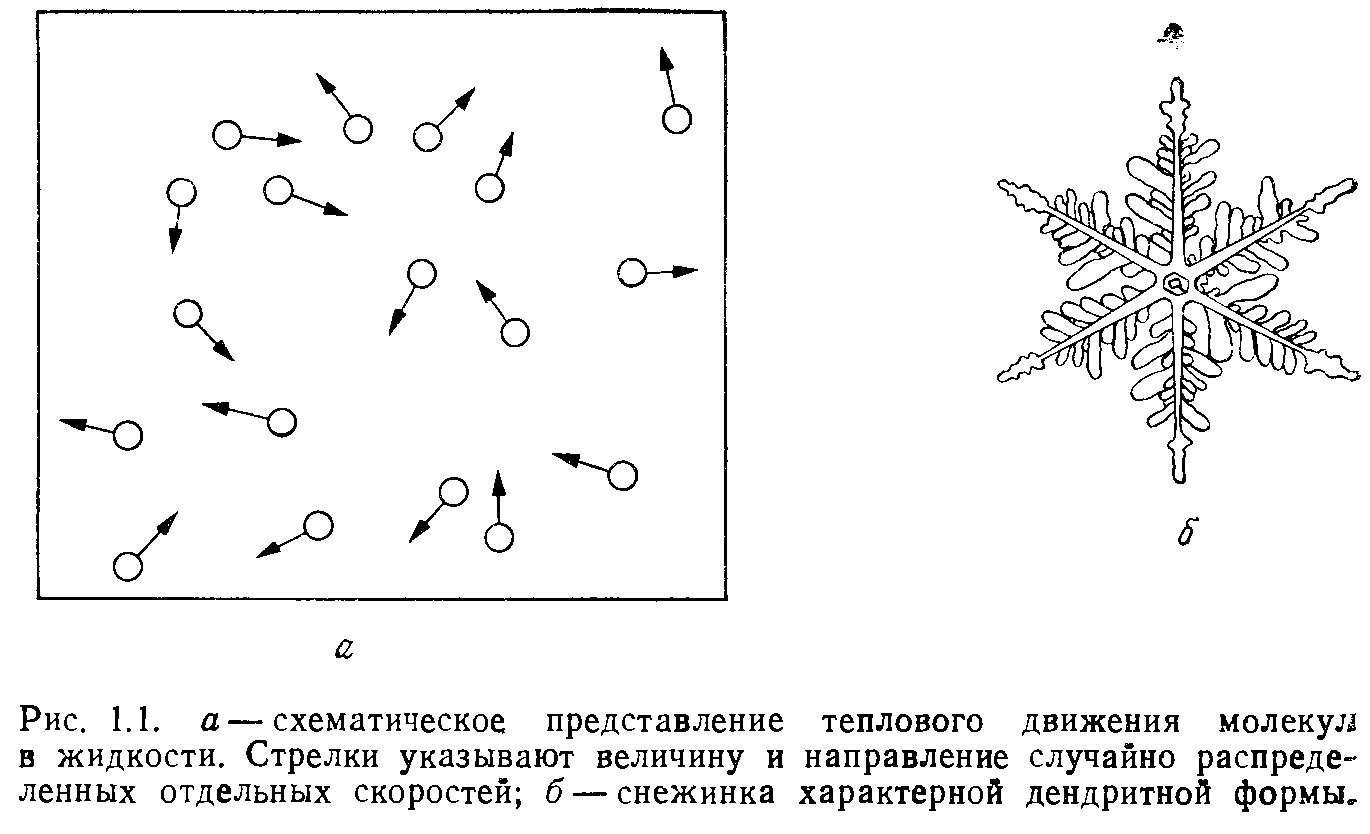 а
б
Рис. 1.1. а — схематическое представление теплового движения молекул
в жидкости. Стрелки указывают величину и направление случайно распреде-
ленных отдельных скоростей; б — снежинка характерной дендритной формы.